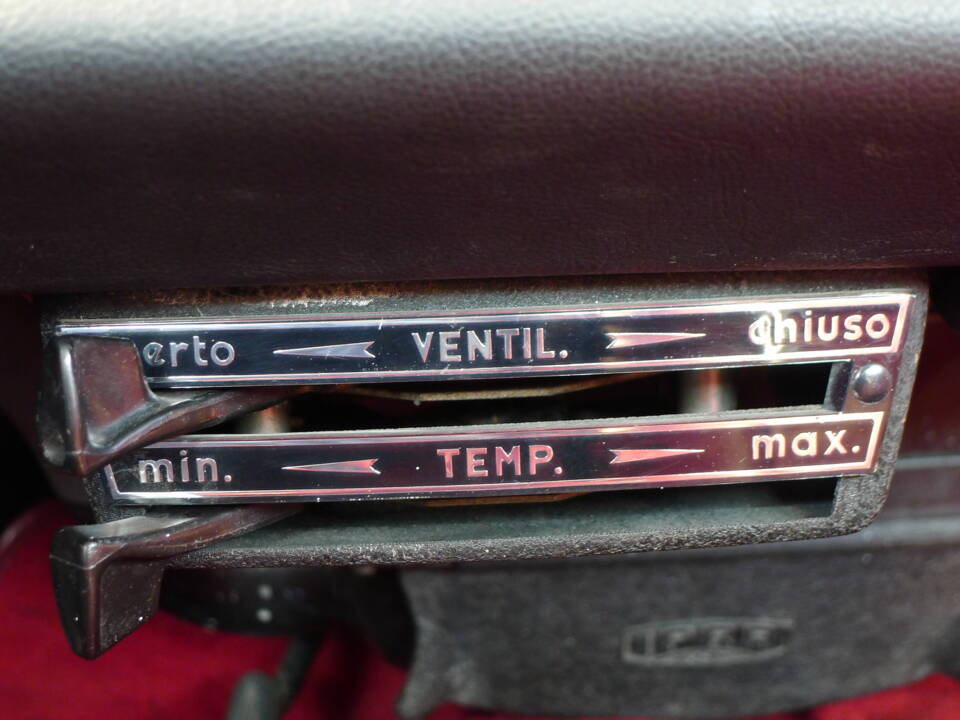 erto VENTIL. chiuso
min. TEMP. max.